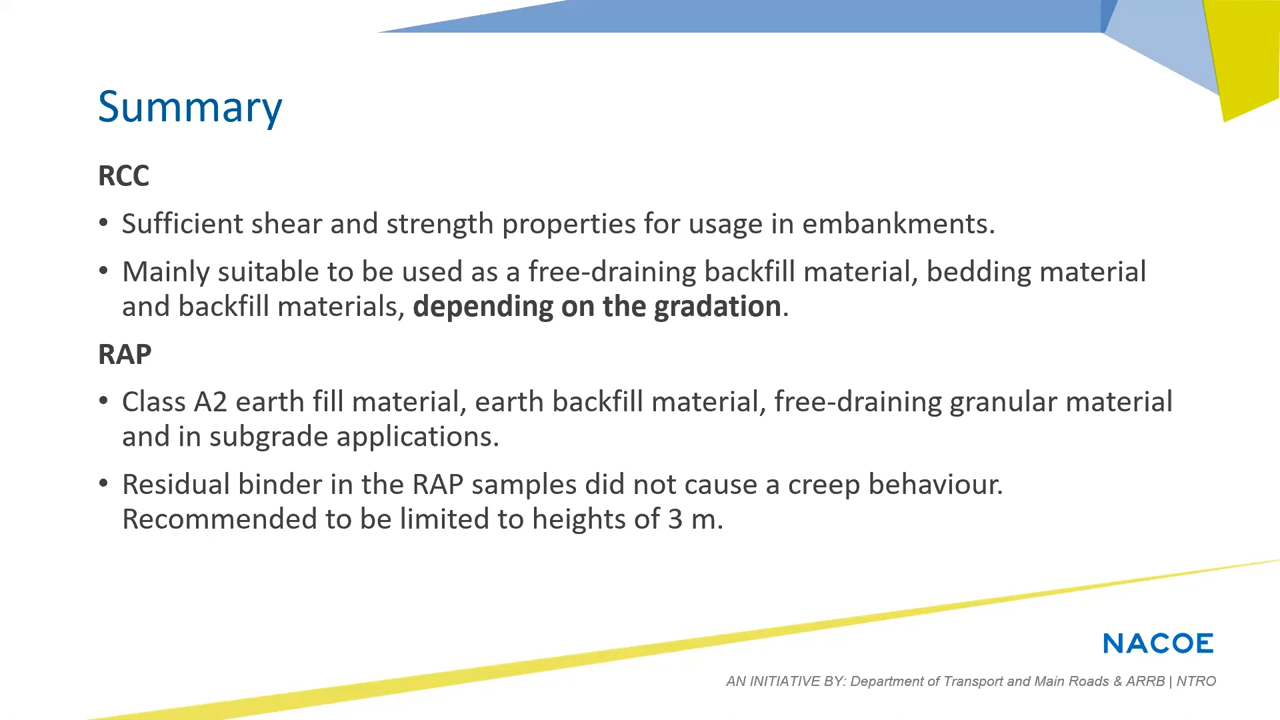 Summary
RCC
• Sufficient shear and strength properties for usage in embankments.
• Mainly suitable to be used as a free-draining backfill material, bedding material
and backfill materials, depending on the gradation.
RAP
• Class A2 earth fill material, earth backfill material, free-draining granular material
and in subgrade applications.
• Residual binder in the RAP samples did not cause a creep behaviour.
Recommended to be limited to heights of 3 m.
NACOE
AN INITIATIVE BY: Department of Transport and Main Roads & ARRB | NTRO